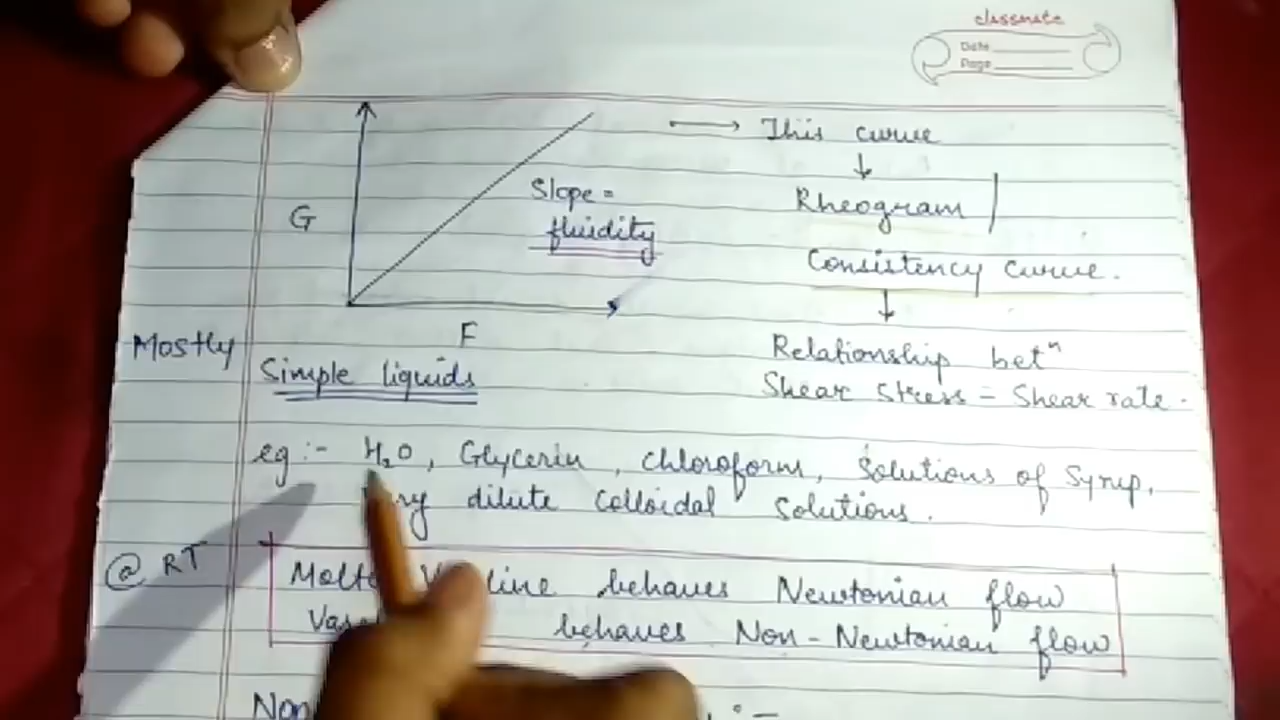 classmate
Date
Page
This curve
G
Slope =
fluidity
Rheogram
Consistency curve.
F
Relationship betⁿ
Shear Stress - Shear rate.
Mostly
Simple liquids
eg :- H₂O, Glycerin, Chloroform, Solutions of Syrup,
dilute Colloidal Solutions.
@ RT
behaves Newtonian flow
behaves Non-Newtonian flow
Non